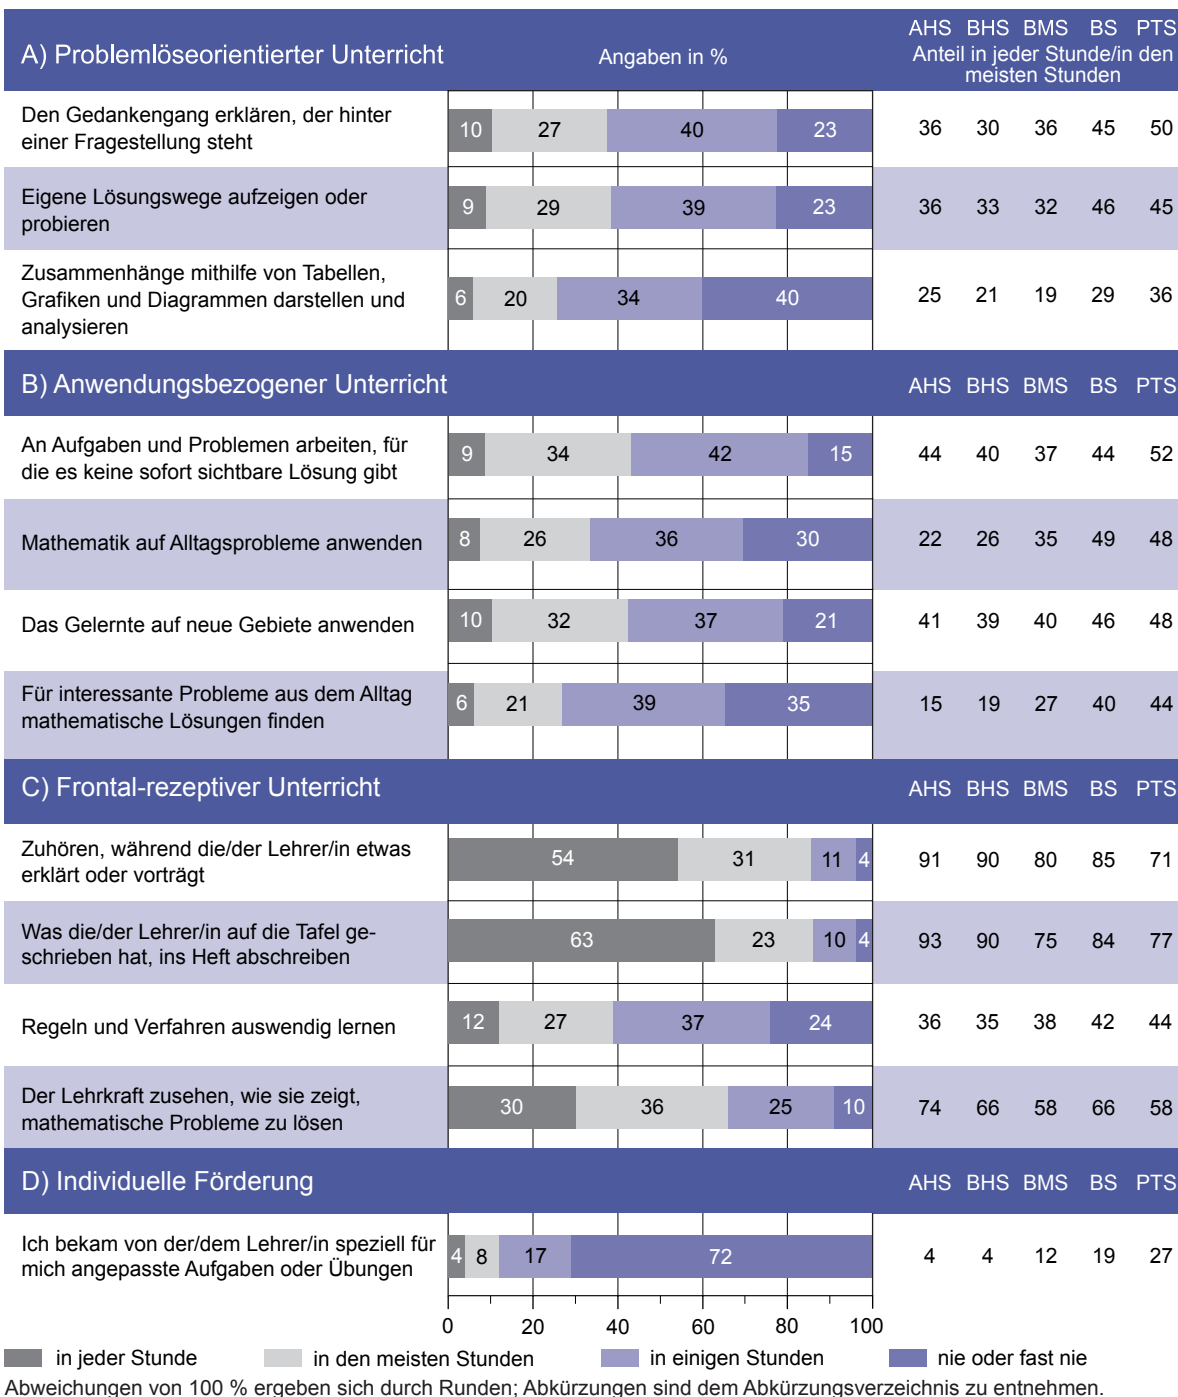 A) Problemlöseorientierter Unterricht Angaben in % AHS BHS BMS BS PTS
Anteil in jeder Stunde/in den
meisten Stunden
Den Gedankengang erklären, der hinter
einer Fragestellung steht
10 27 40 23 36 30 36 45 50
Eigene Lösungswege aufzeigen oder
probieren
9 29 39 23 36 33 32 46 45
Zusammenhänge mithilfe von Tabellen,
Grafiken und Diagrammen darstellen und
analysieren
6 20 34 40 25 21 19 29 36
B) Anwendungsbezogener Unterricht AHS BHS BMS BS PTS
An Aufgaben und Problemen arbeiten, für
die es keine sofort sichtbare Lösung gibt
9 34 42 15 44 40 37 44 52
Mathematik auf Alltagsprobleme anwenden 8 26 36 30 22 26 35 49 48
Das Gelernte auf neue Gebiete anwenden 10 32 37 21 41 39 40 46 48
Für interessante Probleme aus dem Alltag
mathematische Lösungen finden
6 21 39 35 15 19 27 40 44
C) Frontal-rezeptiver Unterricht AHS BHS BMS BS PTS
Zuhören, während die/der Lehrer/in etwas
erklärt oder vorträgt
54 31 11 4 91 90 80 85 71
Was die/der Lehrer/in auf die Tafel ge-
schrieben hat, ins Heft abschreiben
63 23 10 4 93 90 75 84 77
Regeln und Verfahren auswendig lernen 12 27 37 24 36 35 38 42 44
Der Lehrkraft zusehen, wie sie zeigt,
mathematische Probleme zu lösen
30 36 25 10 74 66 58 66 58
D) Individuelle Förderung AHS BHS BMS BS PTS
Ich bekam von der/dem Lehrer/in speziell für
mich angepasste Aufgaben oder Übungen
4 8 17 72 4 4 12 19 27
0 20 40 60 80 100
in jeder Stunde in den meisten Stunden in einigen Stunden nie oder fast nie
Abweichungen von 100 % ergeben sich durch Runden; Abkürzungen sind dem Abkürzungsverzeichnis zu entnehmen.